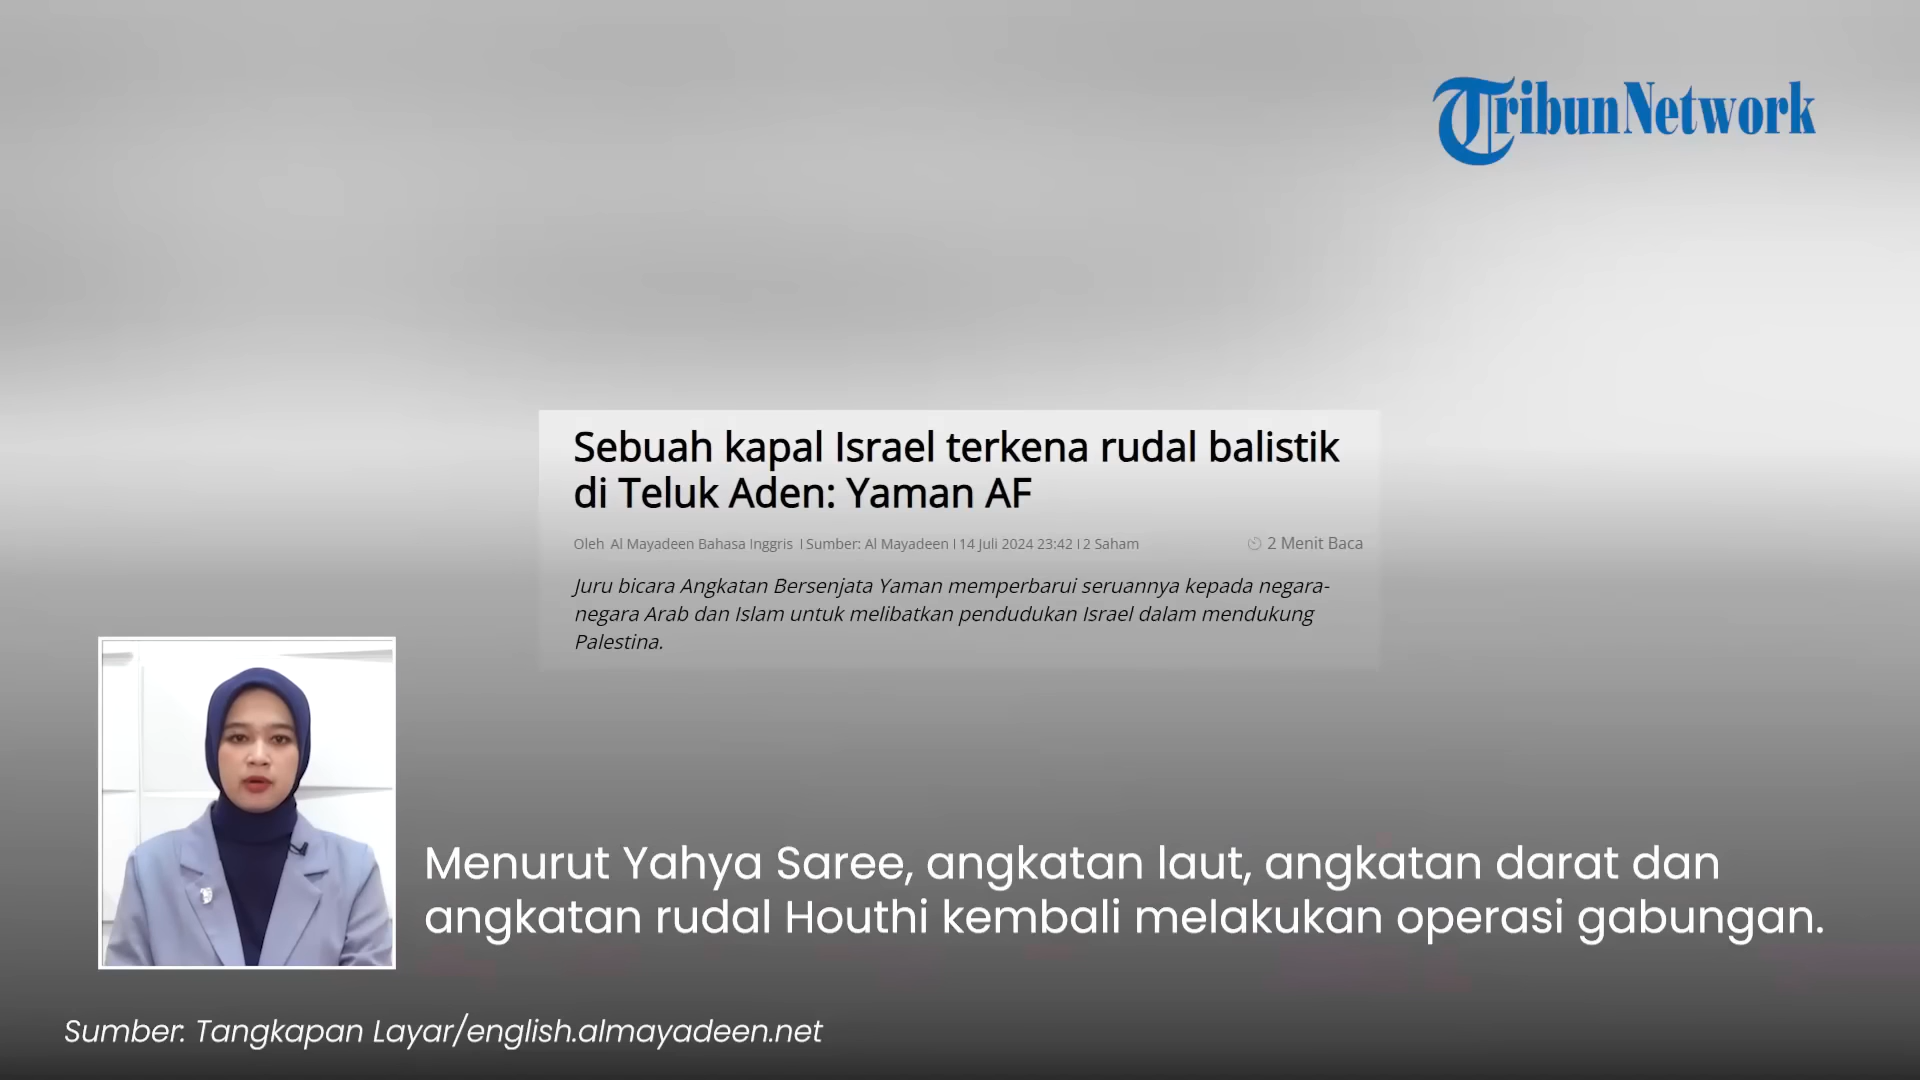 TribunNetwork
Sebuah kapal Israel terkena rudal balistik
di Teluk Aden: Yaman AF
Oleh Al Mayadeen Bahasa Inggris | Sumber: Al Mayadeen | 14 Juli 2024 23:42 | 2 Saham
2 Menit Baca
Juru bicara Angkatan Bersenjata Yaman memperbarui seruannya kepada negara-
negara Arab dan Islam untuk melibatkan pendudukan Israel dalam mendukung
Palestina.
Menurut Yahya Saree, angkatan laut, angkatan darat dan
angkatan rudal Houthi kembali melakukan operasi gabungan.
Sumber: Tangkapan Layar/english.almayadeen.net